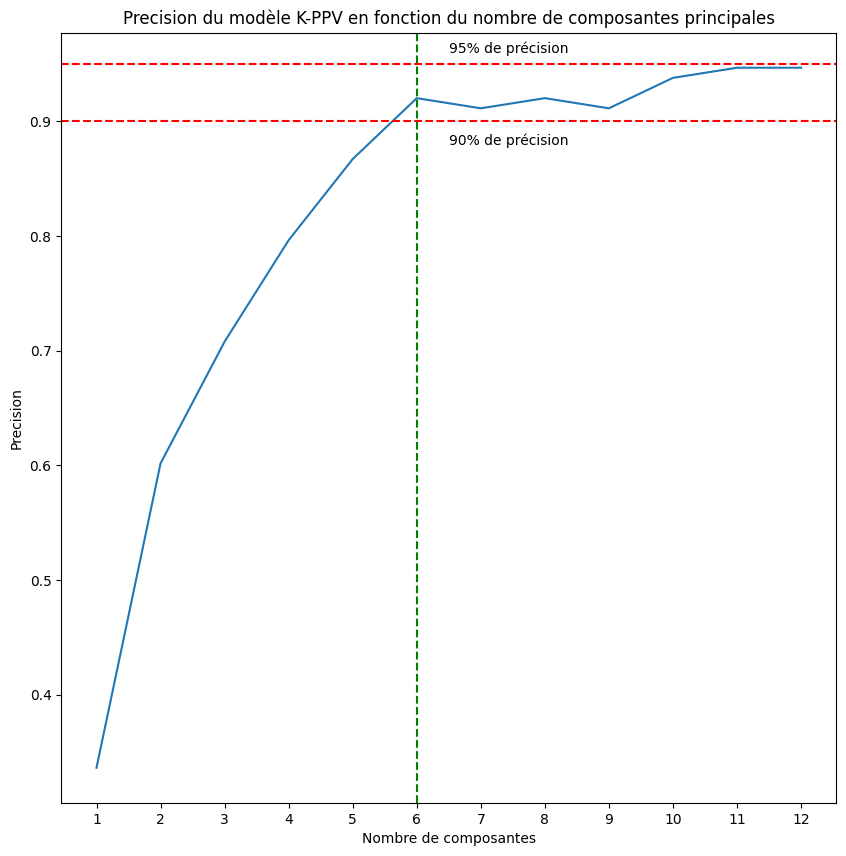 Precision du modèle K-PPV en fonction du nombre de composantes principales
95% de précision
0.9
90% de précision
0.8
0.7
Precision
0.6
0.5
0.4
1 2 3 4 5 6 7 8 9 10 11 12
Nombre de composantes